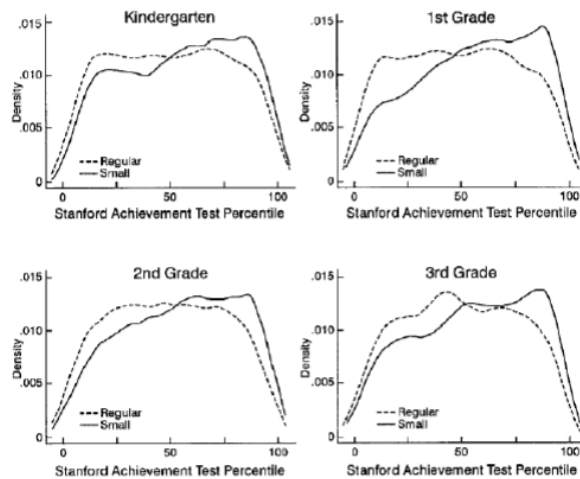 Kindergarten
.015
.010
.005
0
Density
Regular
Small
0 50 100
Stanford Achievement Test Percentile
1st Grade
.015
.010
.005
0
Density
Regular
Small
0 50 100
Stanford Achievement Test Percentile
2nd Grade
.015
.010
.005
0
Density
Regular
Small
0 50 100
Stanford Achievement Test Percentile
3rd Grade
.015
.010
.005
0
Density
Regular
Small
0 50 100
Stanford Achievement Test Percentile